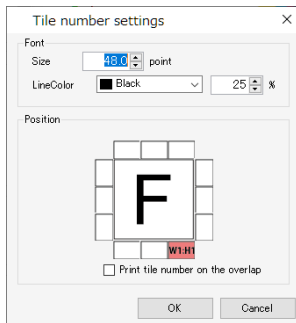 Tile number settings
Font
Size 48.0 point
LineColor Black 25 %
Position
F
W1:H1
Print tile number on the overlap
OK Cancel